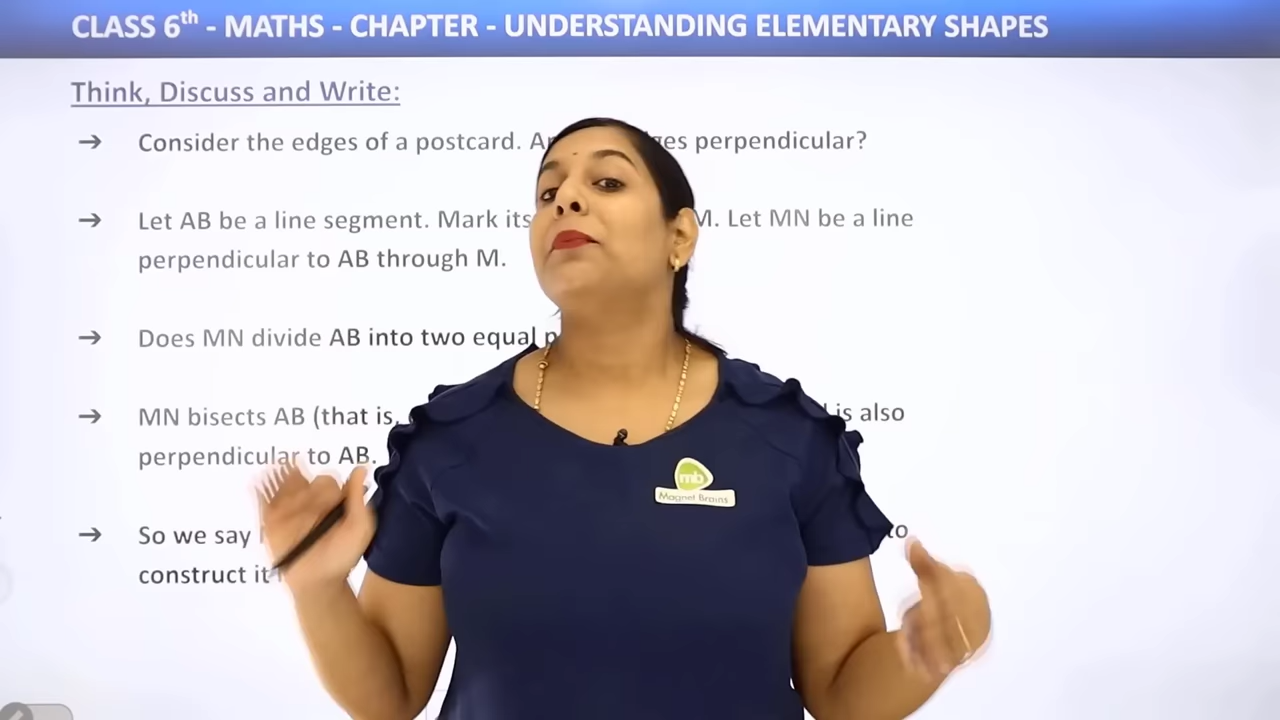 CLASS 6th - MATHS - CHAPTER - UNDERSTANDING ELEMENTARY SHAPES
Think, Discuss and Write:
→ Consider the edges of a postcard. perpendicular?
→ Let AB be a line segment. Mark its M. Let MN be a line
perpendicular to AB through M.
→ Does MN divide AB into two equal
→ MN bisects AB (that is, is also
perpendicular to AB.
→ So we say to
construct it
mb
Magnet Brains